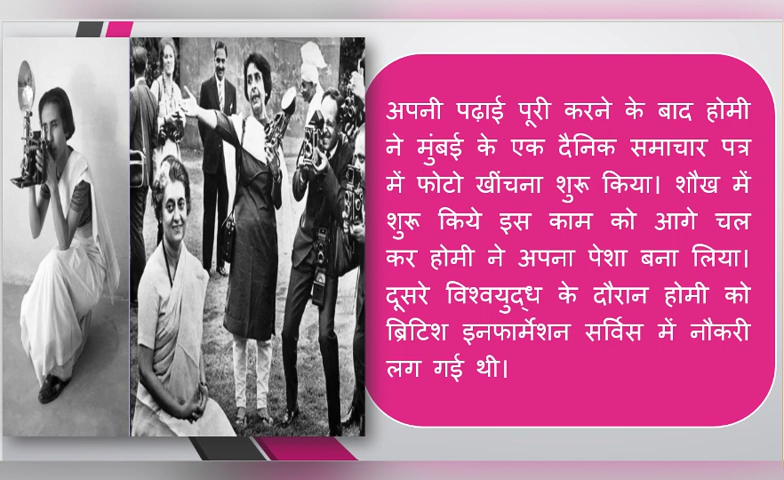 अपनी पढ़ाई पूरी करने के बाद होमी
ने मुंबई के एक दैनिक समाचार पत्र
में फोटो खींचना शुरू किया। शौख में
शुरू किये इस काम को आगे चल
कर होमी ने अपना पेशा बना लिया।
दूसरे विश्वयुद्ध के दौरान होमी को
ब्रिटिश इनफार्मेशन सर्विस में नौकरी
लग गई थी।